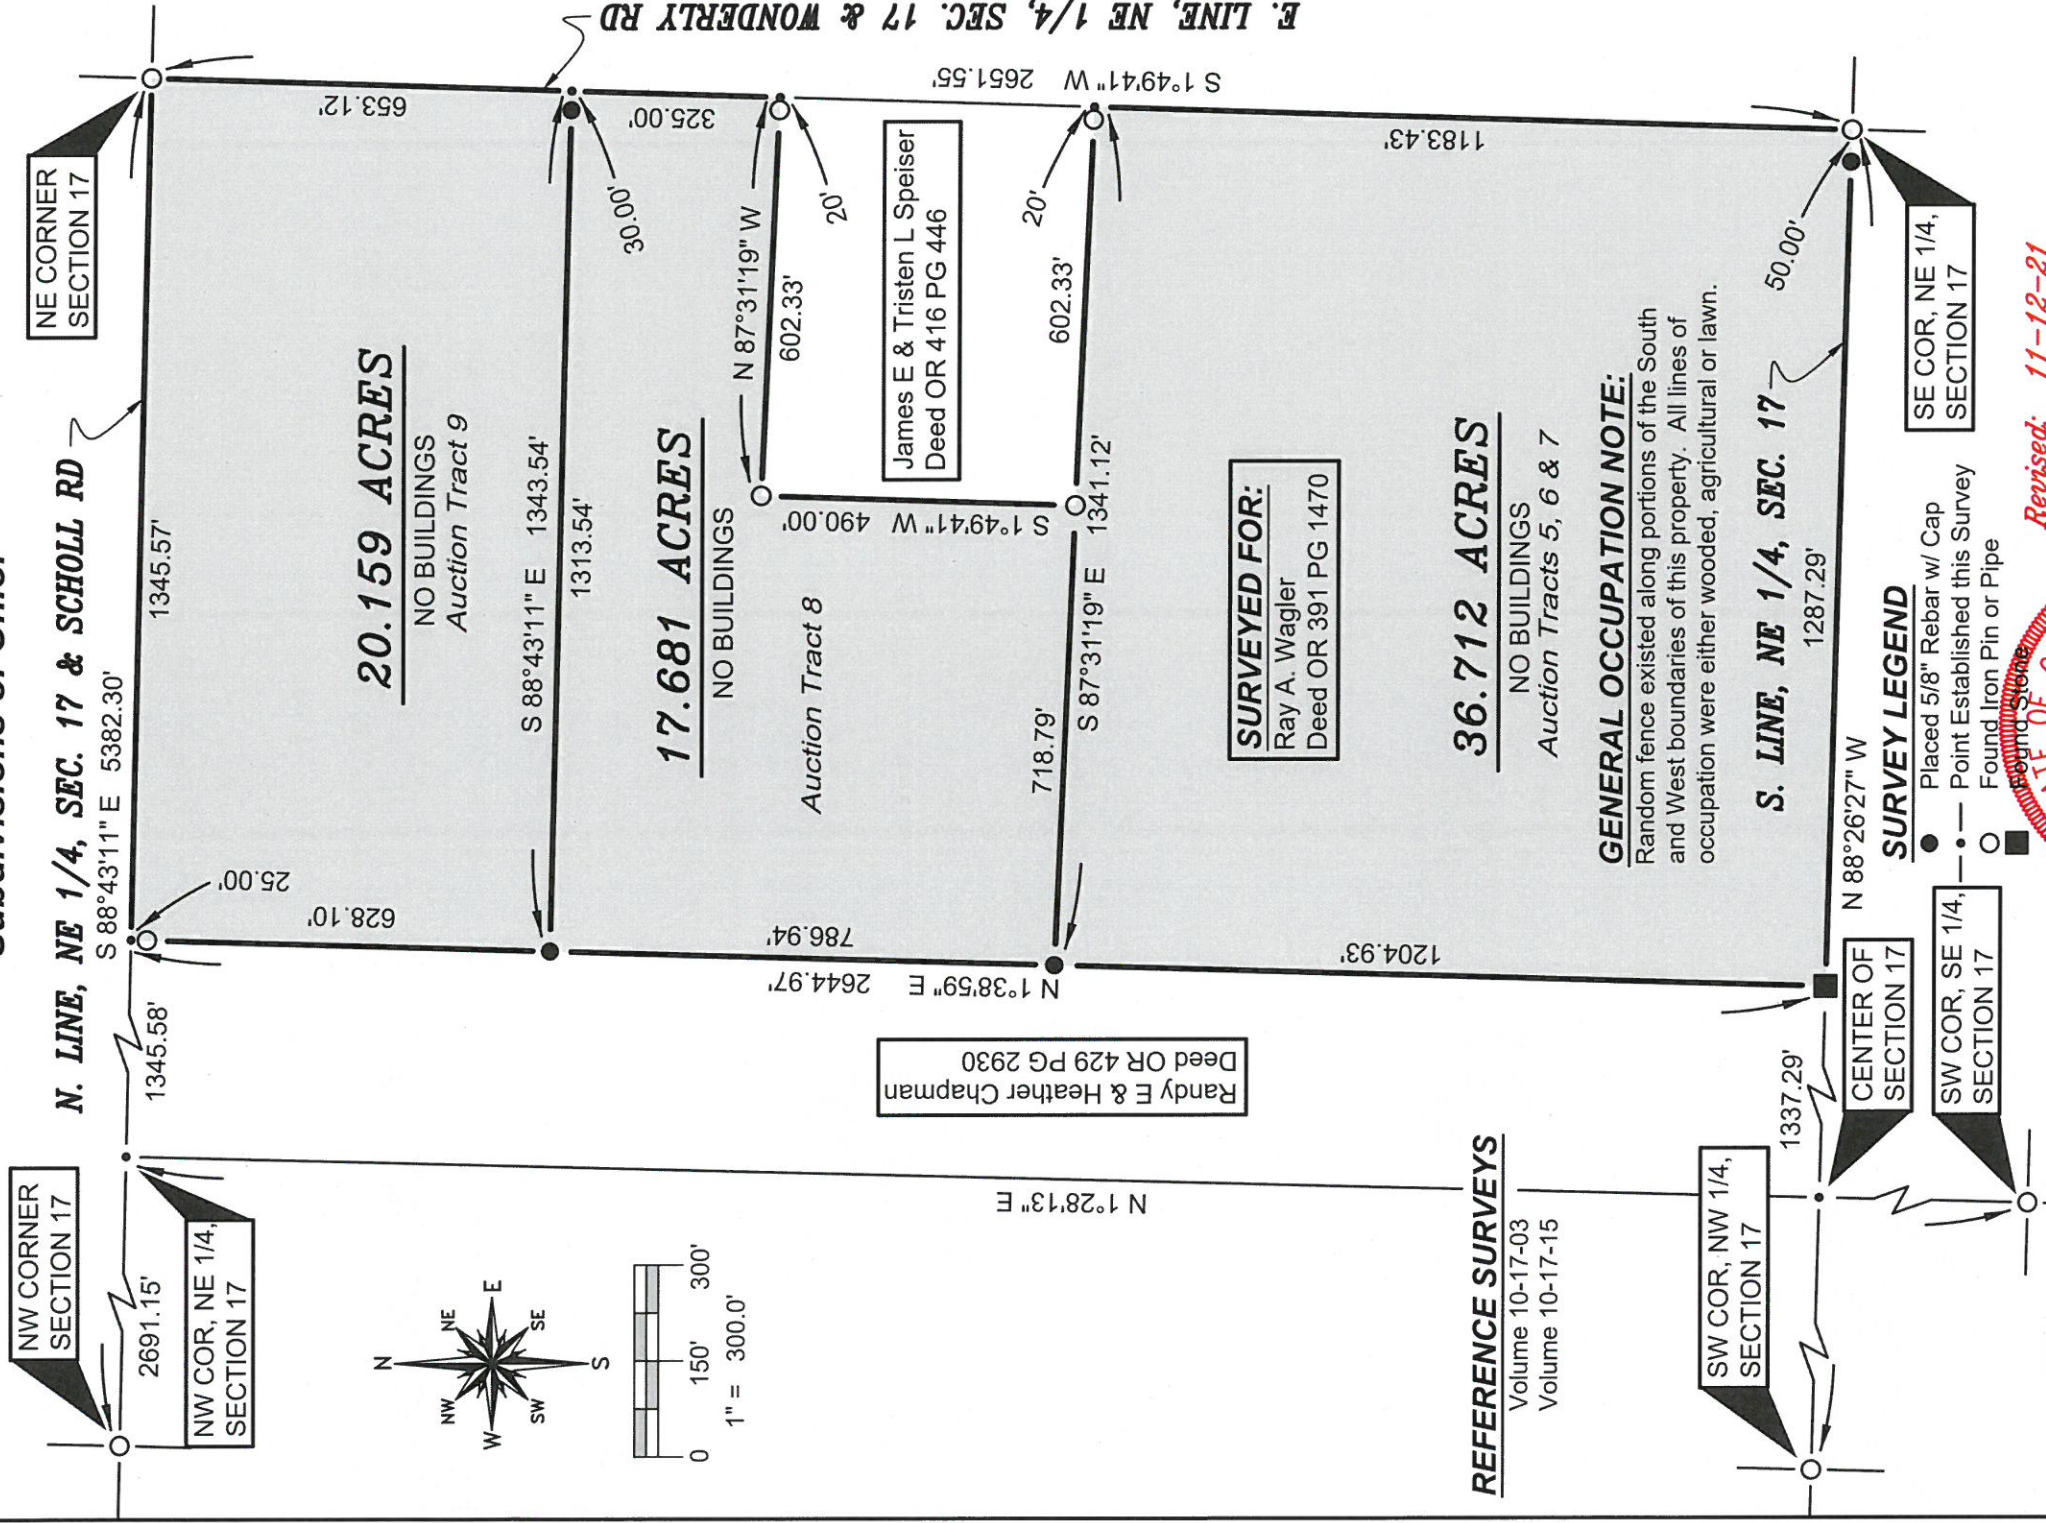 N. LINE, NE 1/4, SEC. 17 & SCHOLL RD
S 88°43'11" E 5382.30'
NE CORNER
SECTION 17
1345.57'
653.12'
E. LINE, NE 1/4, SEC. 17 & WONDERLY RD
25.00'
628.10'
20.159 ACRES
NO BUILDINGS
Auction Tract 9
S 88°43'11" E 1343.54'
1313.54'
30.00'
325.00'
N 87°31'19" W
602.33'
20'
S 1°49'41" W 2651.55'
17.681 ACRES
NO BUILDINGS
Auction Tract 8
786.94'
N 1°38'59" E 2644.97'
S 1°49'41" W 490.00'
James E & Tristen L Speiser
Deed OR 416 PG 446
20'
602.33'
718.79'
S 87°31'19" E 1341.12'
SURVEYED FOR:
Ray A. Wagler
Deed OR 391 PG 1470
1183.43'
1204.93'
36.712 ACRES
NO BUILDINGS
Auction Tracts 5, 6 & 7
GENERAL OCCUPATION NOTE:
Random fence existed along portions of the South
and West boundaries of this property. All lines of
occupation were either wooded, agricultural or lawn.
S. LINE, NE 1/4, SEC. 17
50.00'
1287.29'
N 88°26'27" W
SE COR, NE 1/4,
SECTION 17
SURVEY LEGEND
Placed 5/8" Rebar w/ Cap
Point Established this Survey
Found Iron Pin or Pipe
Found Stone
Revised: 11-12-21
NW CORNER
SECTION 17
2691.15'
1345.58'
NW COR, NE 1/4,
SECTION 17
N
NE
E
SE
S
SW
W
NW
0 150' 300'
1" = 300.0'
Randy E & Heather Chapman
Deed OR 429 PG 2930
N 1°28'13" E
REFERENCE SURVEYS
Volume 10-17-03
Volume 10-17-15
SW COR, NW 1/4,
SECTION 17
1337.29'
CENTER OF
SECTION 17
SW COR, SE 1/4,
SECTION 17